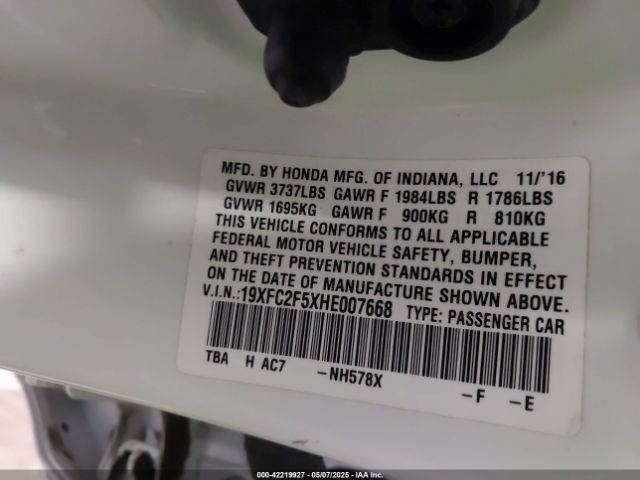 MFD. BY HONDA MFG. OF INDIANA, LLC 11/'16
GVWR 3737LBS GAWR F 1984LBS R 1786LBS
GVWR 1695KG GAWR F 900KG R 810KG
THIS VEHICLE CONFORMS TO ALL APPLICABLE
FEDERAL MOTOR VEHICLE SAFETY, BUMPER,
AND THEFT PREVENTION STANDARDS IN EFFECT
ON THE DATE OF MANUFACTURE SHOWN ABOVE.
V.I.N.:19XFC2F5XHE007668 TYPE: PASSENGER CAR
TBA H AC7 -NH578X -F -E
000-42219927 - 05/07/2025 - IAA Inc.